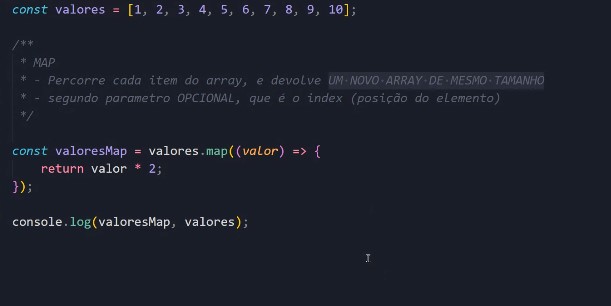 const valores = [1, 2, 3, 4, 5, 6, 7, 8, 9, 10];
/**
* MAP
* - Percorre cada item do array, e devolve UM·NOVO·ARRAY·DE·MESMO·TAMANHO
* - segundo parametro OPCIONAL, que é o index (posição do elemento)
*/
const valoresMap = valores.map((valor) => {
return valor * 2;
});
console.log(valoresMap, valores);